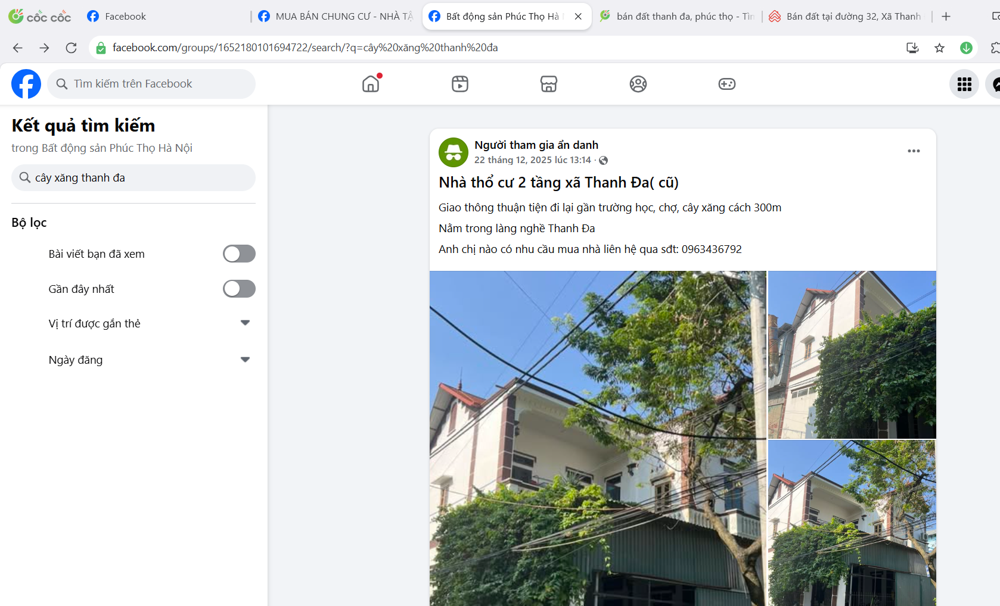 cốc cốc
Facebook
MUA BÁN CHUNG CƯ - NHÀ TẬ
Bất động sản Phúc Thọ Hà
bán đất thanh đa, phúc thọ - Tìm
Bán đất tại đường 32, Xã Thanh
facebook.com/groups/1652180101694722/search/?q=cây%20xăng%20thanh%20đa
Tìm kiếm trên Facebook
Kết quả tìm kiếm
trong Bất động sản Phúc Thọ Hà Nội
cây xăng thanh đa
Bộ lọc
Bài viết bạn đã xem
Gần đây nhất
Vị trí được gắn thẻ
Ngày đăng
Người tham gia ẩn danh
22 tháng 12, 2025 lúc 13:14 ·
Nhà thổ cư 2 tầng xã Thanh Đa( cũ)
Giao thông thuận tiện đi lại gần trường học, chợ, cây xăng cách 300m
Nằm trong làng nghề Thanh Đa
Anh chị nào có nhu cầu mua nhà liên hệ qua sđt: 0963436792